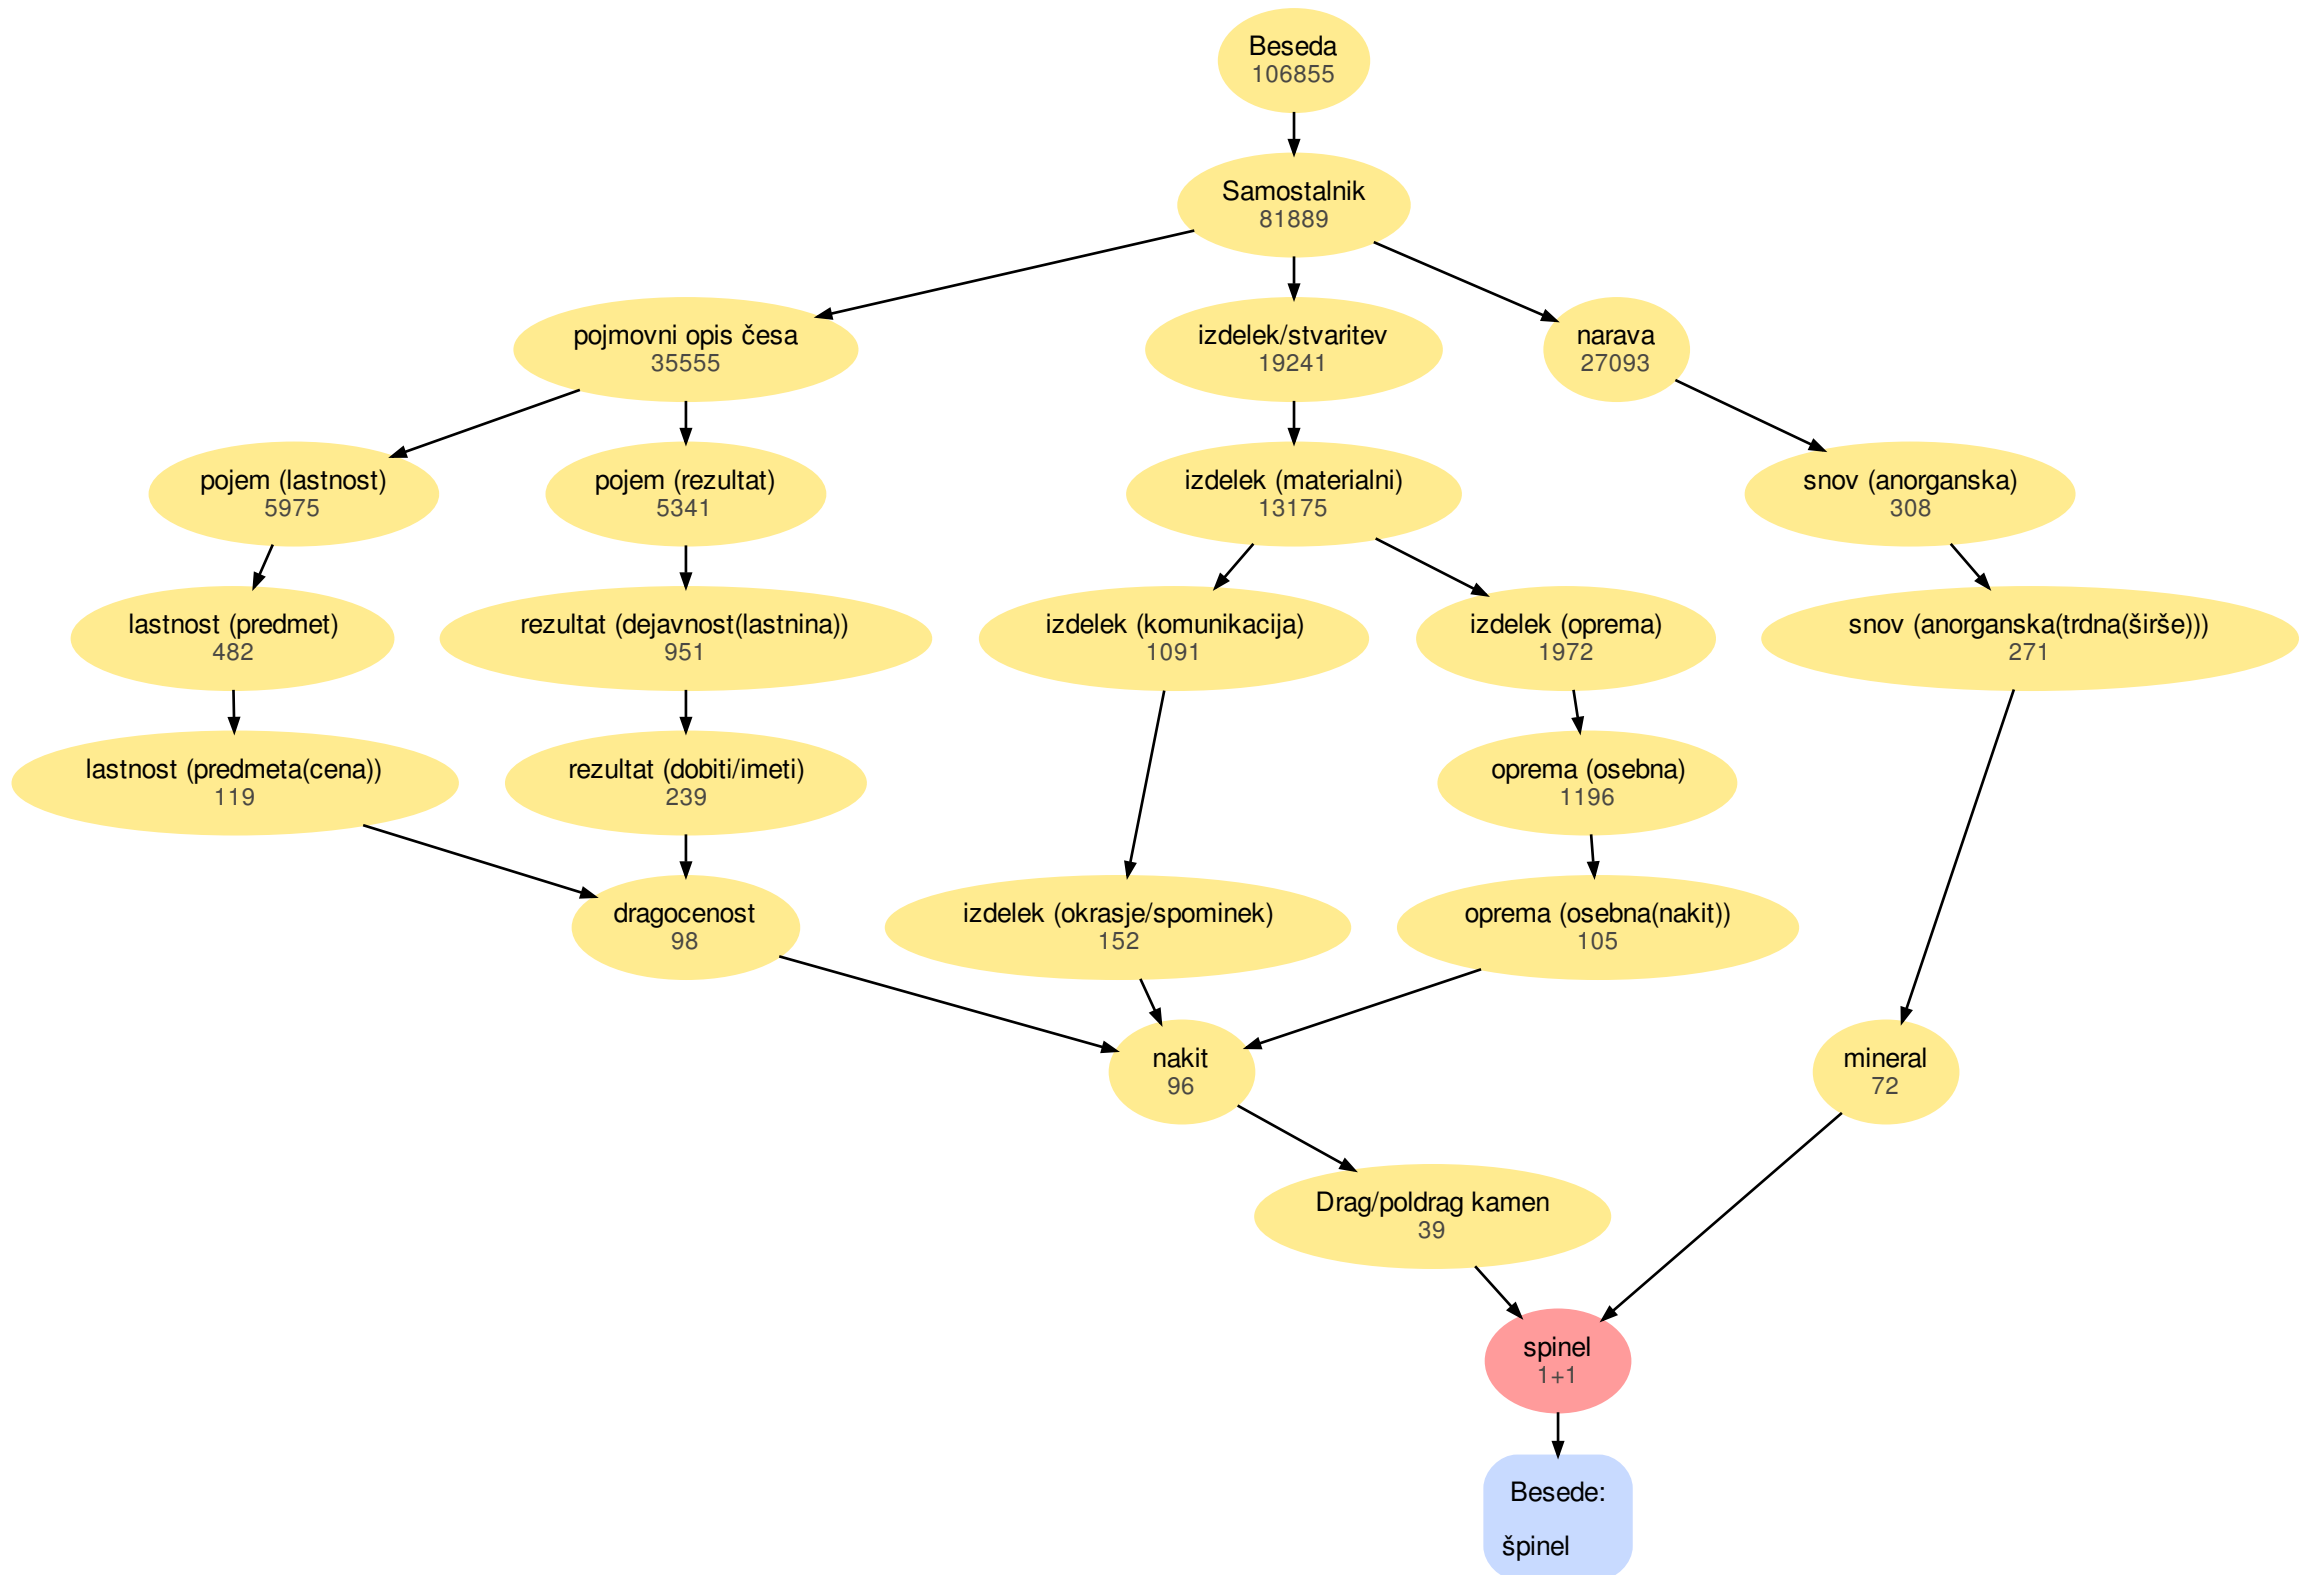 Beseda
106855
Samostalnik
81889
pojmovni opis česa
35555
izdelek/stvaritev
19241
narava
27093
pojem (lastnost)
5975
pojem (rezultat)
5341
izdelek (materialni)
13175
snov (anorganska)
308
lastnost (predmet)
482
rezultat (dejavnost(lastnina))
951
izdelek (komunikacija)
1091
izdelek (oprema)
1972
snov (anorganska(trdna(širše)))
271
lastnost (predmeta(cena))
119
rezultat (dobiti/imeti)
239
oprema (osebna)
1196
dragocenost
98
izdelek (okrasje/spominek)
152
oprema (osebna(nakit))
105
nakit
96
mineral
72
Drag/poldrag kamen
39
spinel
1+1
Besede:
špinel